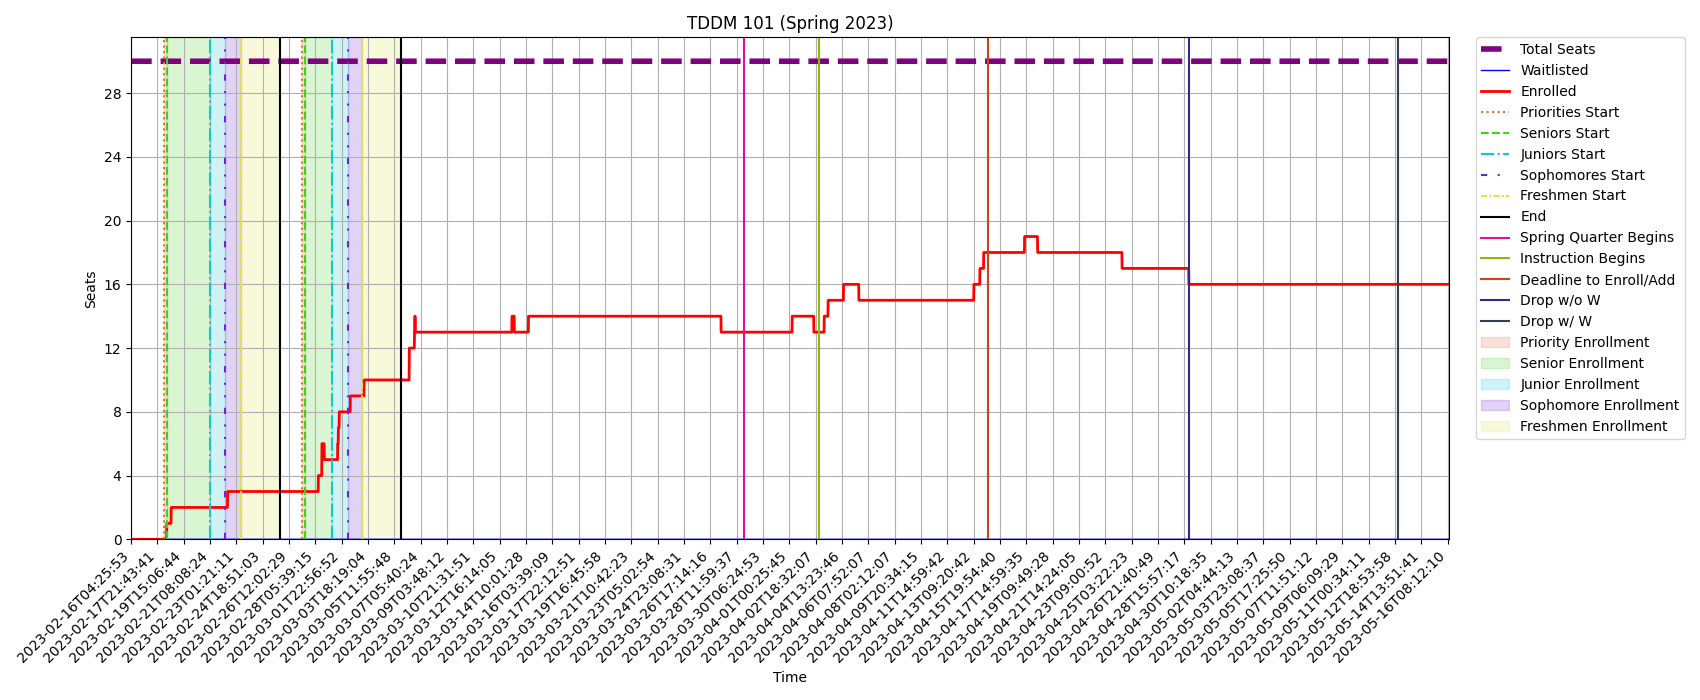 TDDM 101 (Spring 2023)
Seats
28
24
20
16
12
8
4
0
2023-02-16T04:25:53
2023-02-17T21:43:41
2023-02-19T15:06:44
2023-02-21T08:08:24
2023-02-23T01:21:11
2023-02-24T18:51:03
2023-02-26T12:02:29
2023-02-28T05:39:15
2023-03-01T22:56:52
2023-03-03T18:19:04
2023-03-05T11:55:48
2023-03-07T05:40:24
2023-03-09T03:48:12
2023-03-10T21:31:51
2023-03-12T16:14:05
2023-03-14T10:01:28
2023-03-16T03:39:09
2023-03-17T22:12:51
2023-03-19T16:45:58
2023-03-21T10:42:23
2023-03-23T05:02:54
2023-03-24T23:08:31
2023-03-26T17:14:16
2023-03-28T11:59:37
2023-03-30T06:24:53
2023-04-01T00:25:45
2023-04-02T18:32:07
2023-04-04T13:23:46
2023-04-06T07:52:07
2023-04-08T02:12:07
2023-04-09T20:34:15
2023-04-11T14:59:42
2023-04-13T09:20:42
2023-04-15T19:54:40
2023-04-17T14:59:35
2023-04-19T09:49:28
2023-04-21T14:24:05
2023-04-23T09:00:52
2023-04-25T03:22:23
2023-04-26T21:40:49
2023-04-28T15:57:17
2023-04-30T10:18:35
2023-05-02T04:44:13
2023-05-03T23:08:37
2023-05-05T17:25:50
2023-05-07T11:51:12
2023-05-09T06:09:29
2023-05-11T00:34:11
2023-05-12T18:53:58
2023-05-14T13:51:41
2023-05-16T08:12:10
Time
Total Seats
Waitlisted
Enrolled
Priorities Start
Seniors Start
Juniors Start
Sophomores Start
Freshmen Start
End
Spring Quarter Begins
Instruction Begins
Deadline to Enroll/Add
Drop w/o W
Drop w/ W
Priority Enrollment
Senior Enrollment
Junior Enrollment
Sophomore Enrollment
Freshmen Enrollment